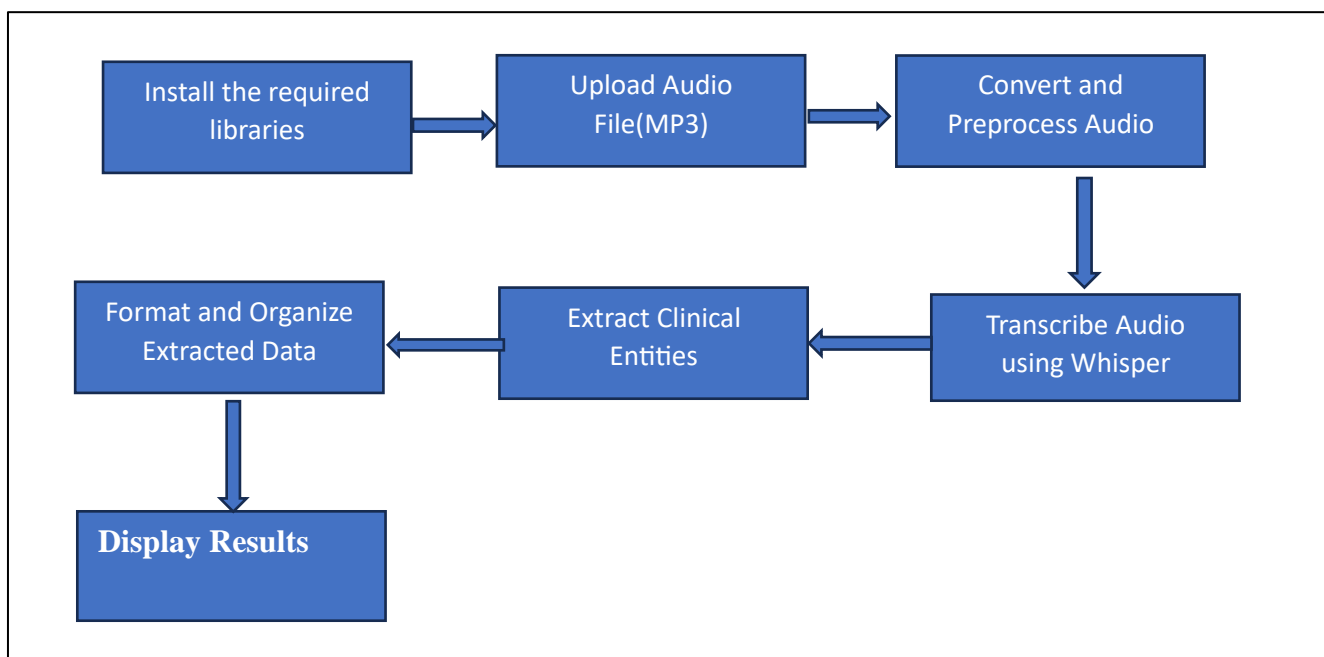 Install the required
libraries
Upload Audio
File(MP3)
Convert and
Preprocess Audio
Transcribe Audio
using Whisper
Extract Clinical
Entities
Format and Organize
Extracted Data
Display Results